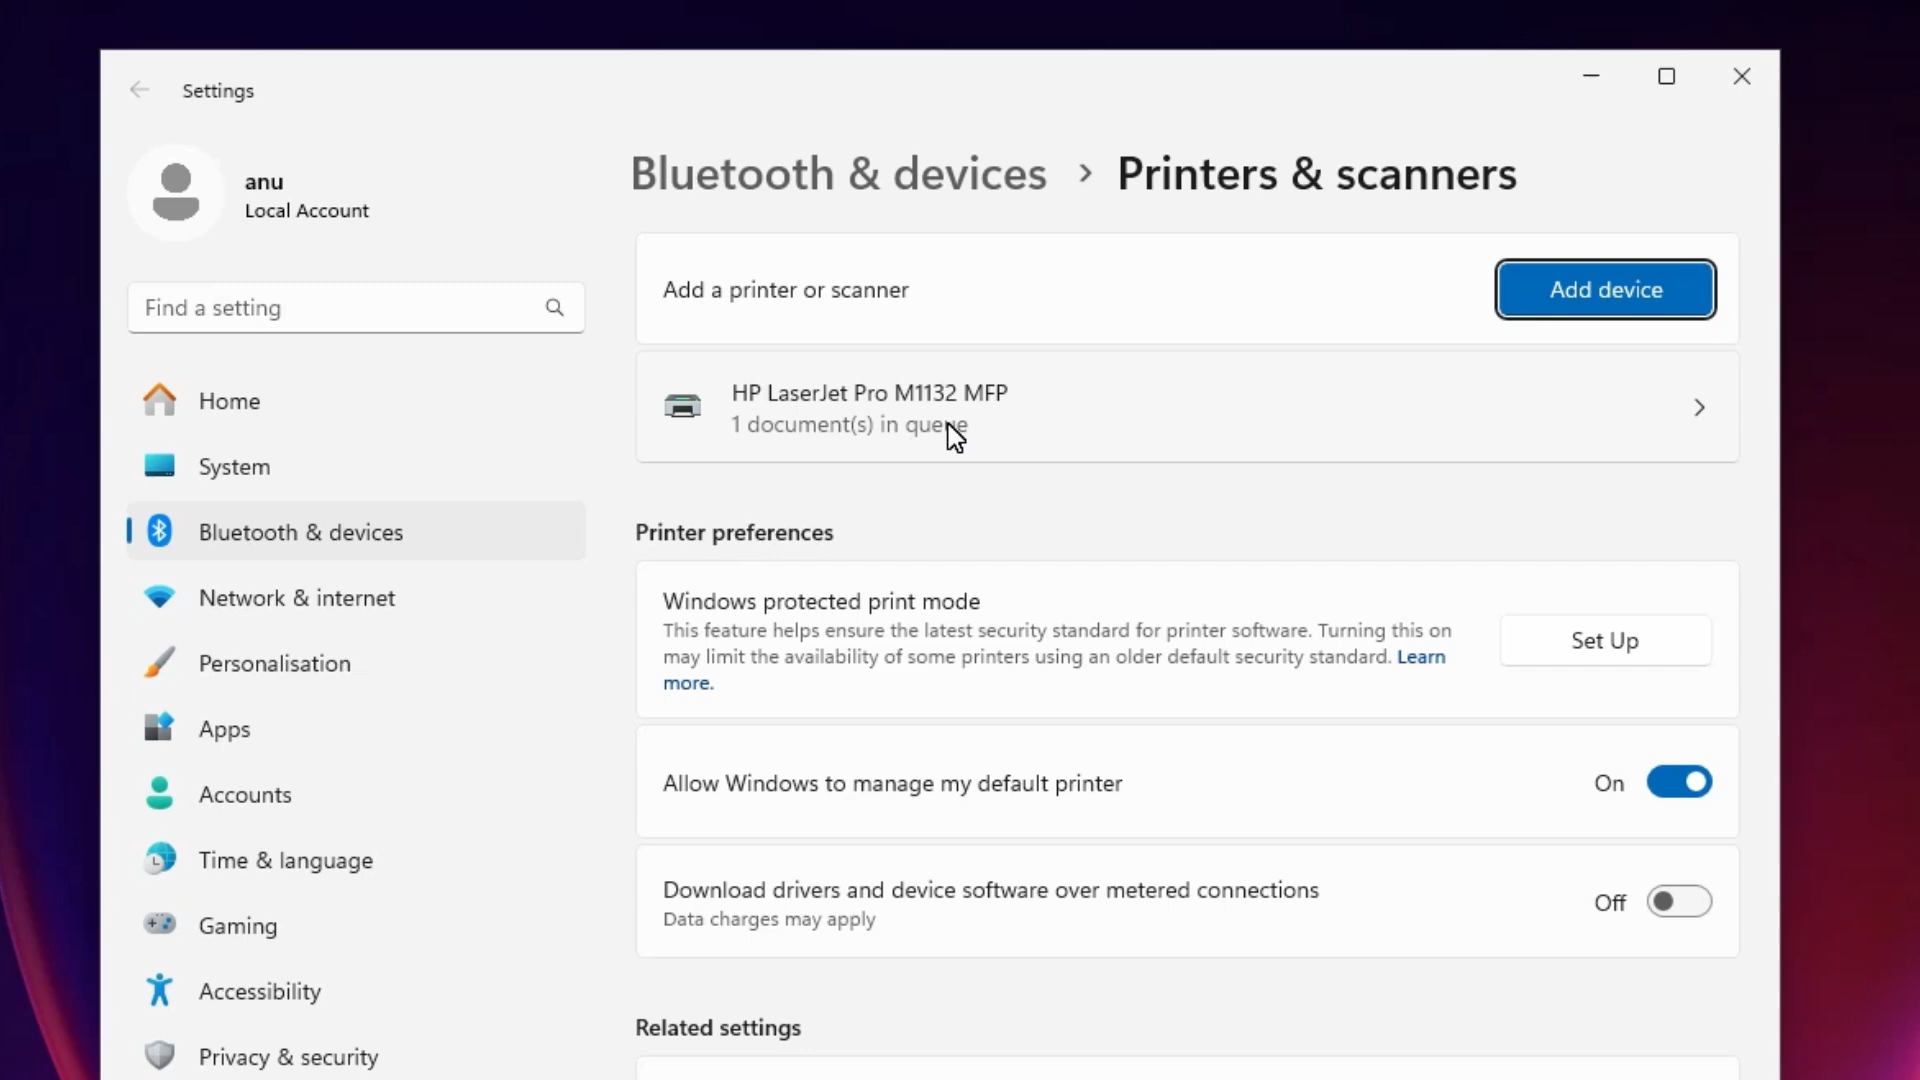 Settings
anu
Local Account
Find a setting
Home
System
Bluetooth & devices
Network & internet
Personalisation
Apps
Accounts
Time & language
Gaming
Accessibility
Privacy & security
Bluetooth & devices > Printers & scanners
Add a printer or scanner
Add device
HP LaserJet Pro M1132 MFP
1 document(s) in queue
Printer preferences
Windows protected print mode
This feature helps ensure the latest security standard for printer software. Turning this on
may limit the availability of some printers using an older default security standard. Learn
more.
Set Up
Allow Windows to manage my default printer
On
Download drivers and device software over metered connections
Data charges may apply
Off
Related settings